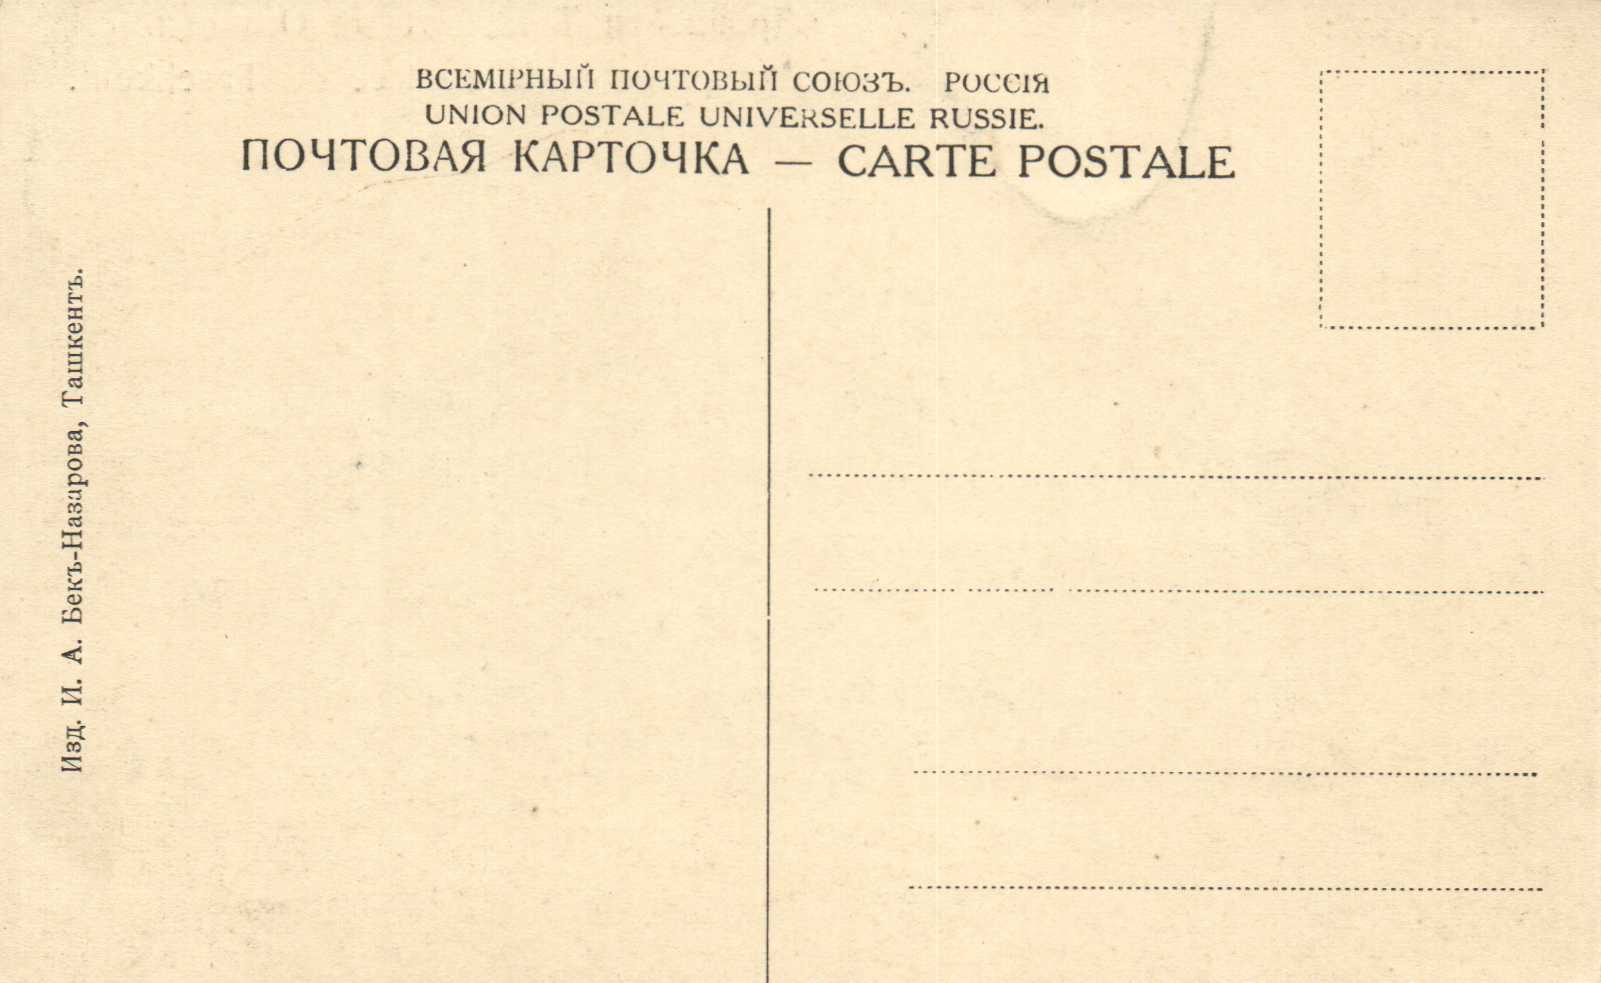 ВСЕМІРНЫЙ ПОЧТОВЫЙ СОЮЗЪ. РОССІЯ
UNION POSTALE UNIVERSELLE RUSSIE.
ПОЧТОВАЯ КАРТОЧКА — CARTE POSTALE
Изд. И. А. Бекъ-Назарова, Ташкентъ.